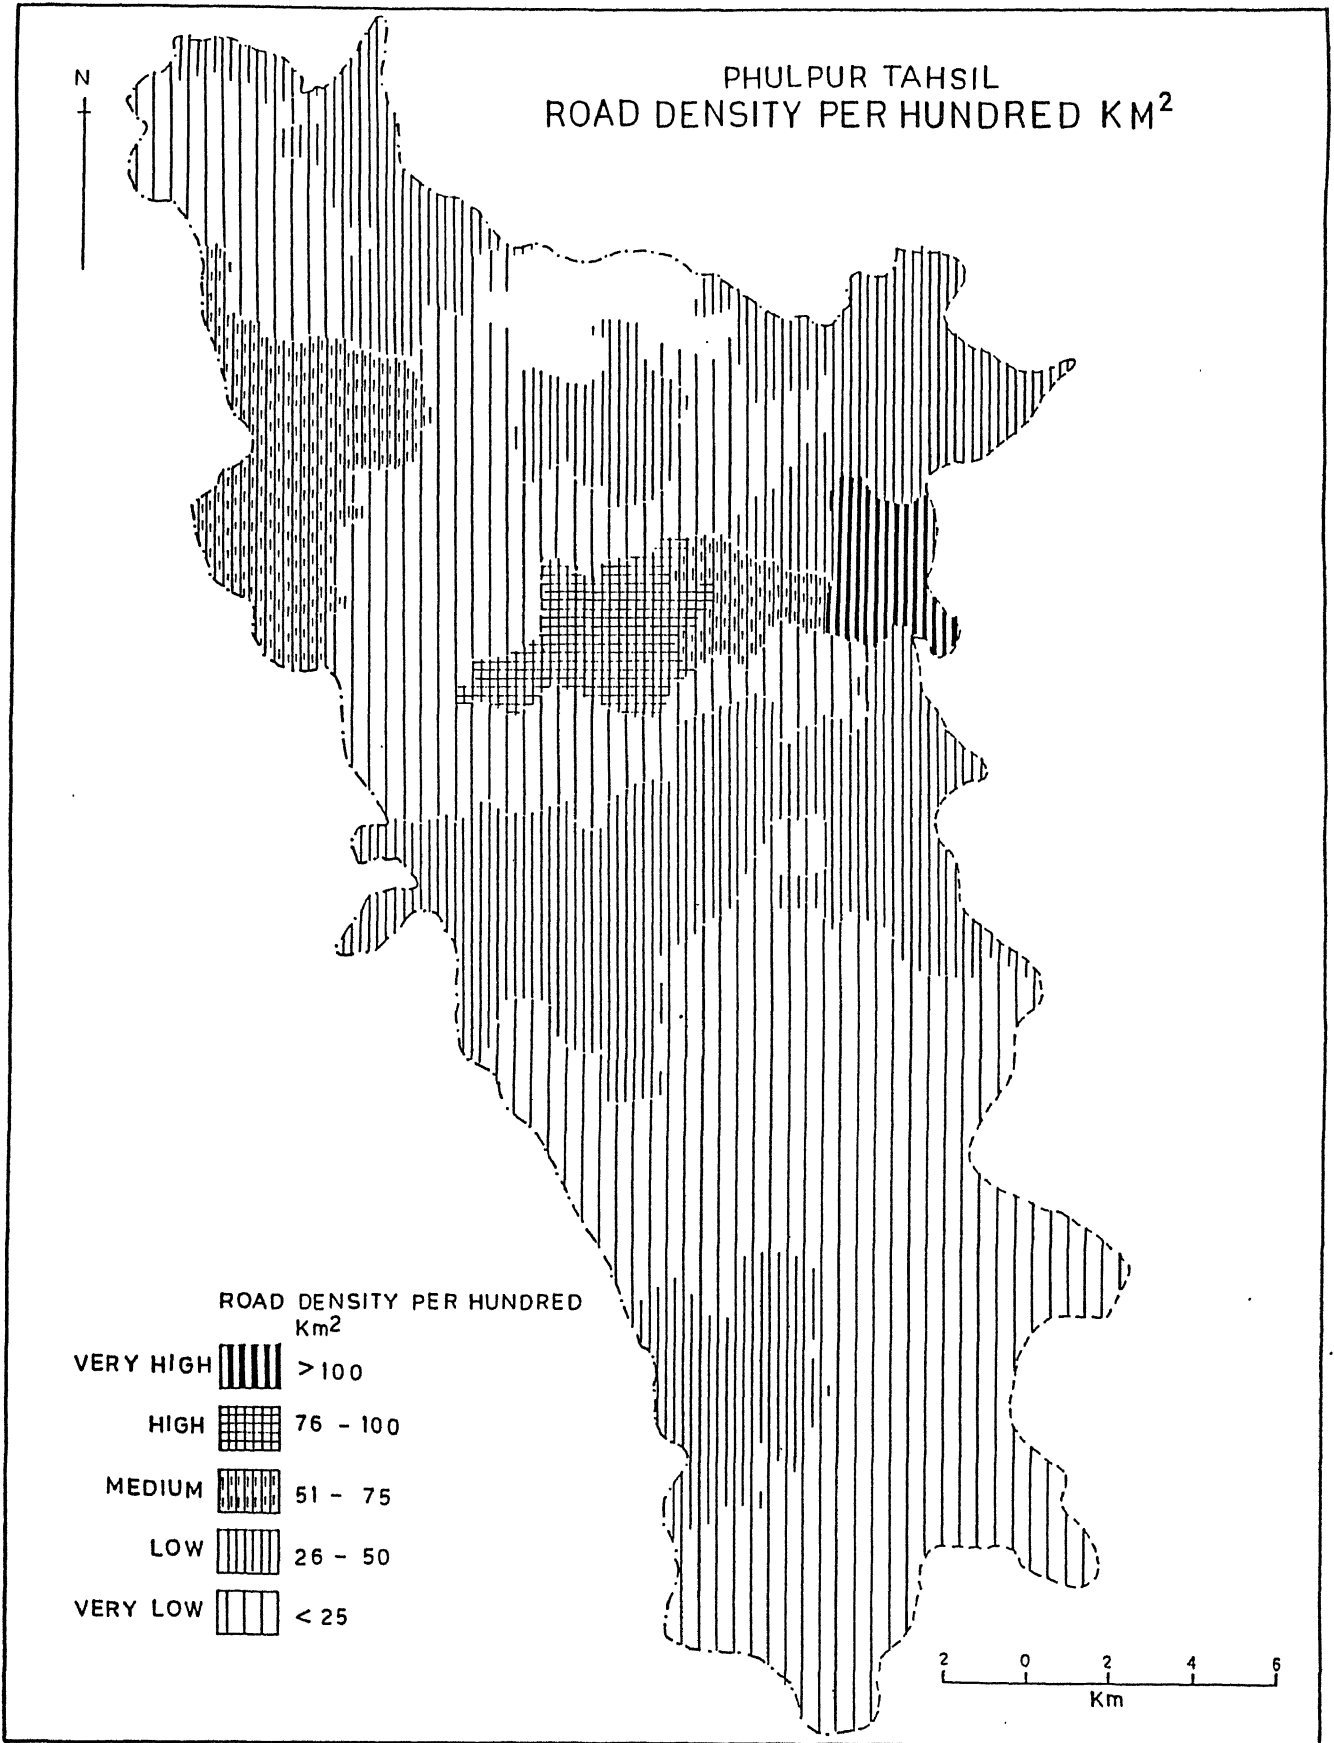 N
PHULPUR TAHSIL
ROAD DENSITY PER HUNDRED KM²
ROAD DENSITY PER HUNDRED
Km²
VERY HIGH >100
HIGH 76 - 100
MEDIUM 51 - 75
LOW 26 - 50
VERY LOW < 25
2 0 2 4 6
Km